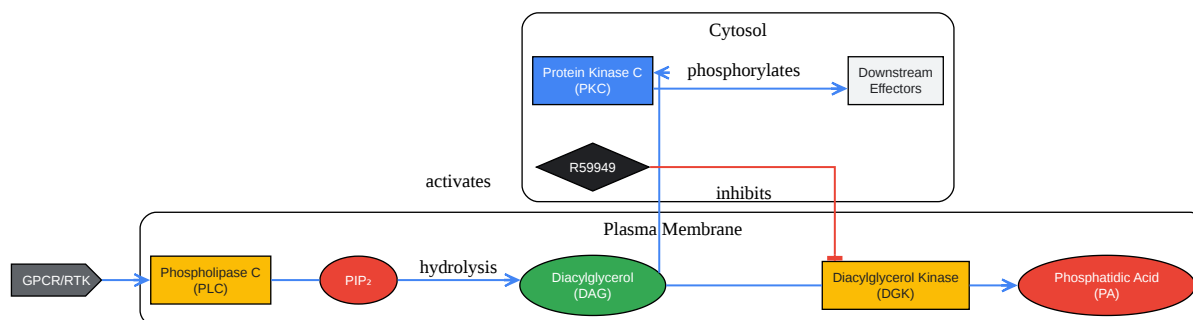 Cytosol
Protein Kinase C
(PKC)
phosphorylates
Downstream
Effectors
R59949
activates
inhibits
Plasma Membrane
GPCR/RTK
Phospholipase C
(PLC)
PIP₂
hydrolysis
Diacylglycerol
(DAG)
Diacylglycerol Kinase
(DGK)
Phosphatidic Acid
(PA)